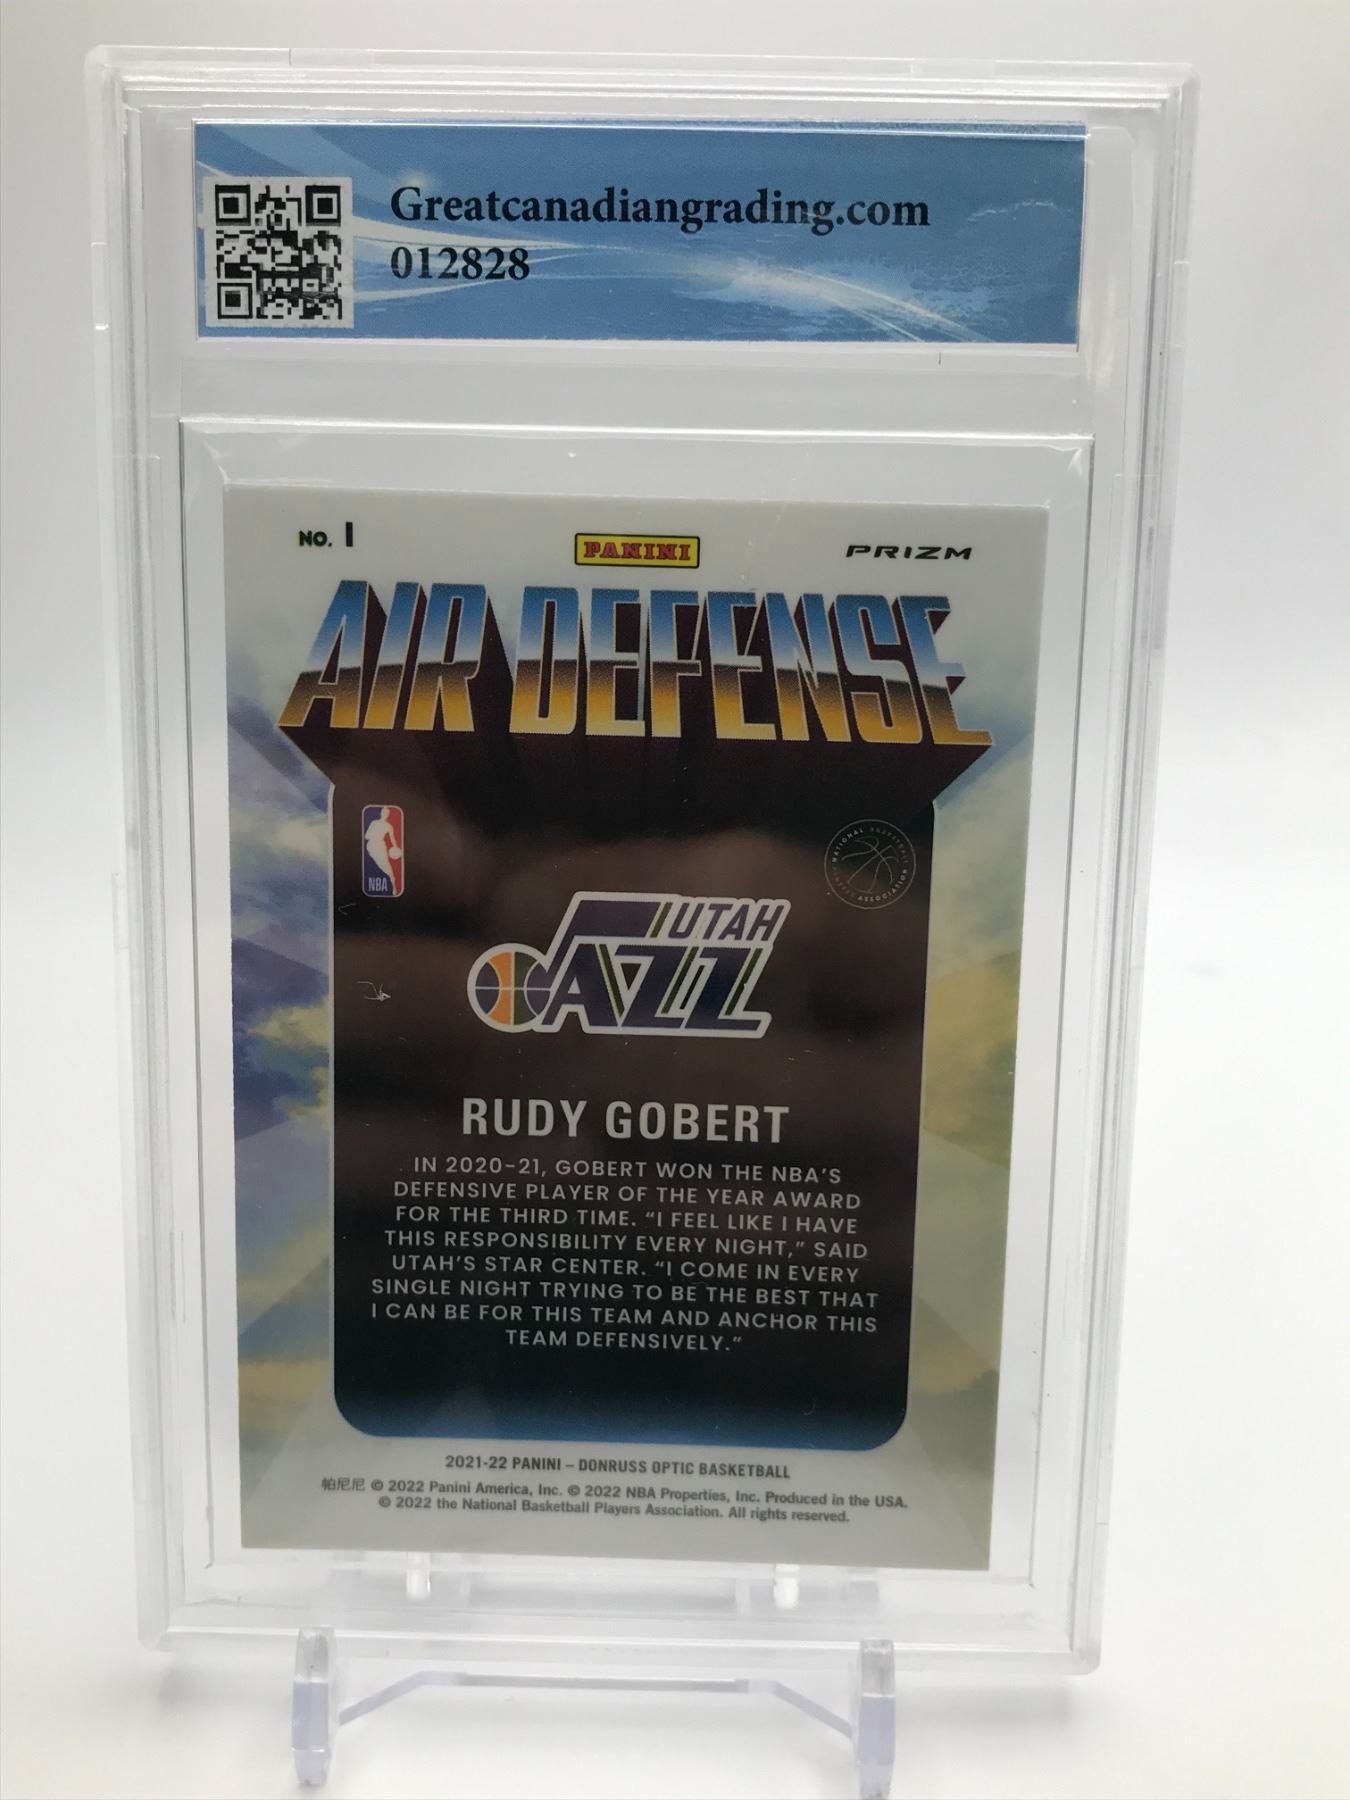 Greatcanadiangrading.com
012828
NO. 1
PANINI
PRIZM
AIR DEFENSE
NBA
NATIONAL BASKETBALL PLAYERS ASSOCIATION
UTAH
JAZZ
RUDY GOBERT
IN 2020-21, GOBERT WON THE NBA'S
DEFENSIVE PLAYER OF THE YEAR AWARD
FOR THE THIRD TIME. "I FEEL LIKE I HAVE
THIS RESPONSIBILITY EVERY NIGHT," SAID
UTAH'S STAR CENTER. "I COME IN EVERY
SINGLE NIGHT TRYING TO BE THE BEST THAT
I CAN BE FOR THIS TEAM AND ANCHOR THIS
TEAM DEFENSIVELY."
2021-22 PANINI – DONRUSS OPTIC BASKETBALL
帕尼尼 © 2022 Panini America, Inc. © 2022 NBA Properties, Inc. Produced in the USA.
© 2022 the National Basketball Players Association. All rights reserved.